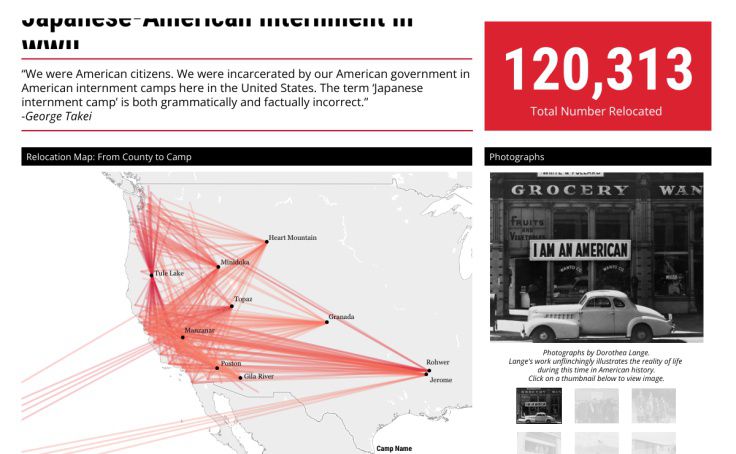 Japanese-American Internment in
WWII
“We were American citizens. We were incarcerated by our American government in
American internment camps here in the United States. The term ‘Japanese
internment camp’ is both grammatically and factually incorrect.”
-George Takei
120,313
Total Number Relocated
Relocation Map: From County to Camp
Heart Mountain
Minidoka
Tule Lake
Topaz
Granada
Manzanar
Poston
Gila River
Rohwer
Jerome
Camp Name
Photographs
GROCERY WAN
FRUITS
AND
VEGETABLES
I AM AN AMERICAN
WANTO CO. WANTO CO.
Photographs by Dorothea Lange.
Lange's work unflinchingly illustrates the reality of life
during this time in American history.
Click on a thumbnail below to view image.